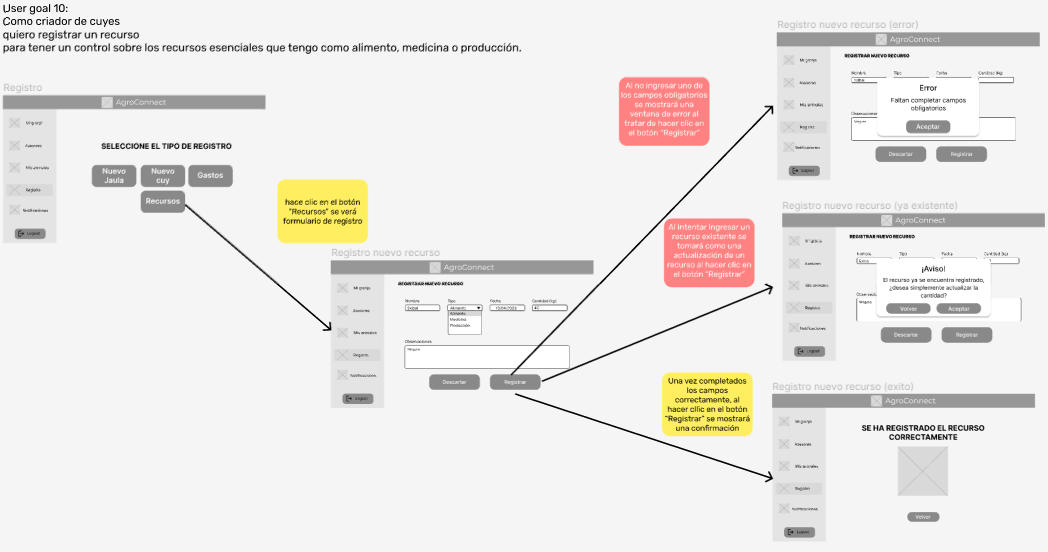 User goal 10:
Como criador de cuyes
quiero registrar un recurso
para tener un control sobre los recursos esenciales que tengo como alimento, medicina o producción.
Registro
AgroConnect
Mi granja
Asesores
Mis animales
Registro
Notificaciones
Logout
SELECCIONE EL TIPO DE REGISTRO
Nuevo
Jaula
Nuevo
cuy
Gastos
Recursos
hace clic en el botón
"Recursos" se verá
formulario de registro
Registro nuevo recurso
AgroConnect
Mi granja
Asesores
Mis animales
Registro
Notificaciones
Logout
REGISTRAR NUEVO RECURSO
Nombre
Tipo
Fecha
Cantidad (kg)
Alimento
10/04/2023
40
Alimento
Medicina
Producción
Observaciones
Ninguna
Descartar
Registrar
Al no ingresar uno de
los campos obligatorios
se mostrará una
ventana de error al
tratar de hacer clic en
el botón "Registrar"
Al intentar ingresar un
recurso existente se
tomará como una
actualización de un
recurso al hacer clic en
el botón "Registrar"
Una vez completados
los campos
correctamente, al
hacer cllic en el botón
"Registrar" se mostrará
una confirmación
Registro nuevo recurso (error)
AgroConnect
Mi granja
Asesores
Mis animales
Registro
Notificaciones
Logout
REGISTRAR NUEVO RECURSO
Nombre
Tipo
Fecha
Cantidad (kg)
Error
Faltan completar campos
obligatorios
Aceptar
Observaciones
Ninguna
Descartar
Registrar
Registro nuevo recurso (ya existente)
AgroConnect
Mi granja
Asesores
Mis animales
Registro
Notificaciones
Logout
REGISTRAR NUEVO RECURSO
Nombre
Tipo
Fecha
Cantidad (kg)
¡Aviso!
El recurso ya se encuentra registrado,
¿desea simplemente actualizar la
cantidad?
Volver
Aceptar
Ninguna
Descartar
Registrar
Registro nuevo recurso (exito)
AgroConnect
Mi granja
Asesores
Mis animales
Registro
Notificaciones
Logout
SE HA REGISTRADO EL RECURSO
CORRECTAMENTE
Volver